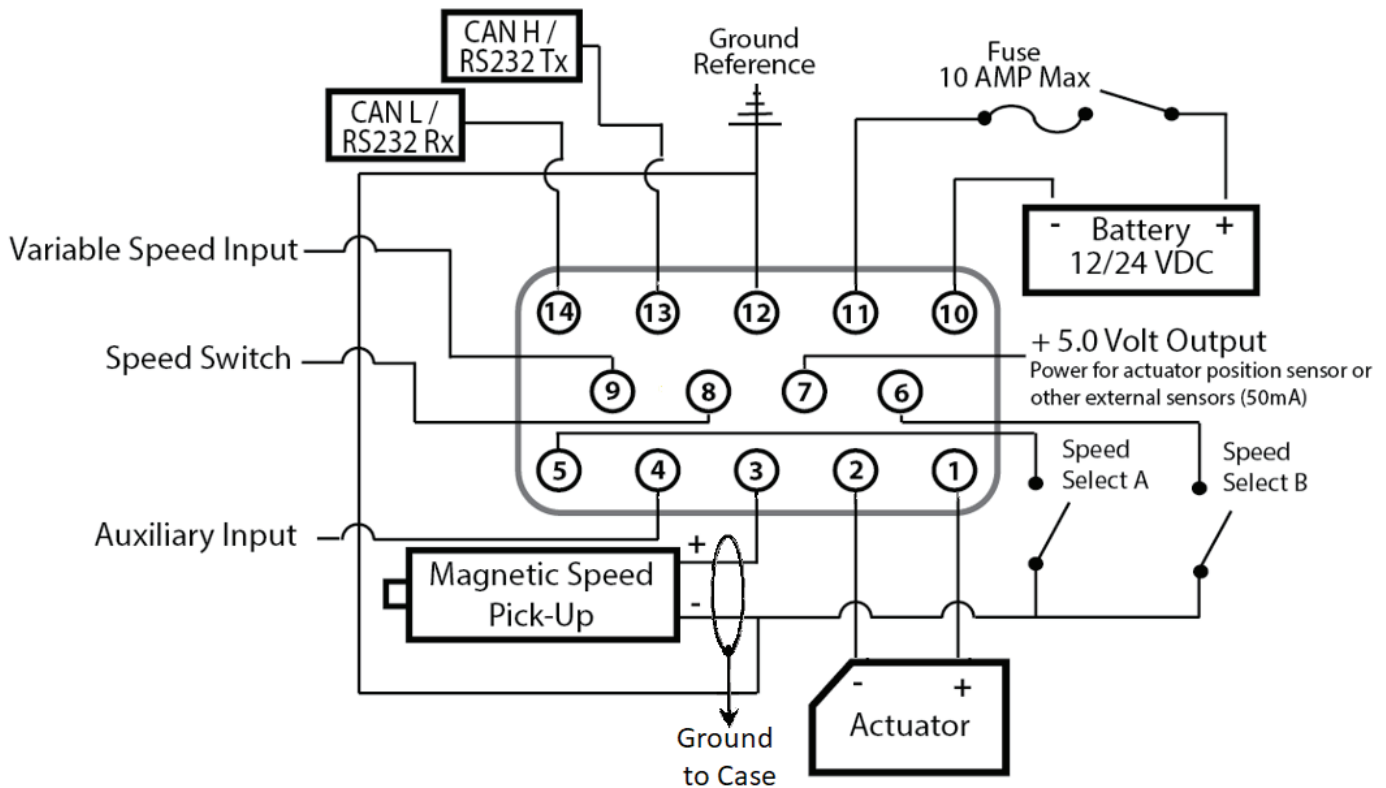 CAN H /
RS232 Tx
Ground
Reference
Fuse
10 AMP Max
CAN L /
RS232 Rx
- Battery +
12/24 VDC
Variable Speed Input
14 13 12 11 10
Speed Switch
+ 5.0 Volt Output
Power for actuator position sensor or
other external sensors (50mA)
9 8 7 6
5 4 3 2 1
Speed
Select A
Speed
Select B
Auxiliary Input
+
-
Magnetic Speed
Pick-Up
Ground
to Case
- +
Actuator